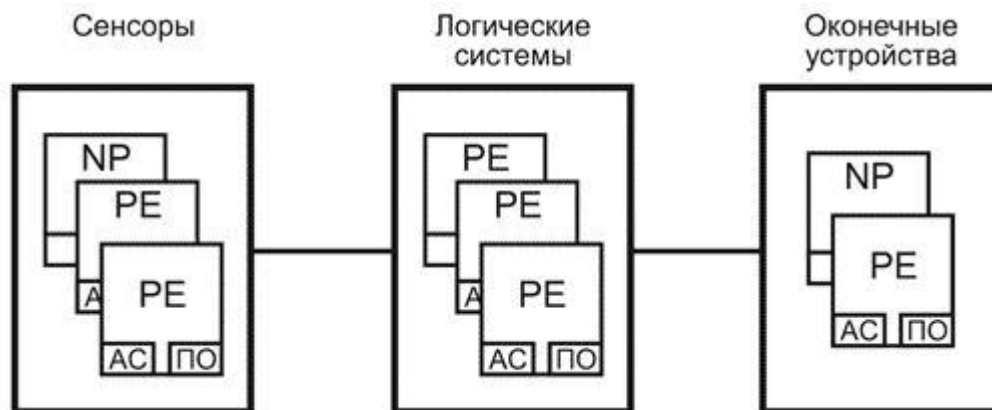 Сенсоры
Логические
системы
Оконечные
устройства
NP
PE
PE
А
АС ПО
PE
PE
PE
А
АС ПО
NP
PE
АС ПО